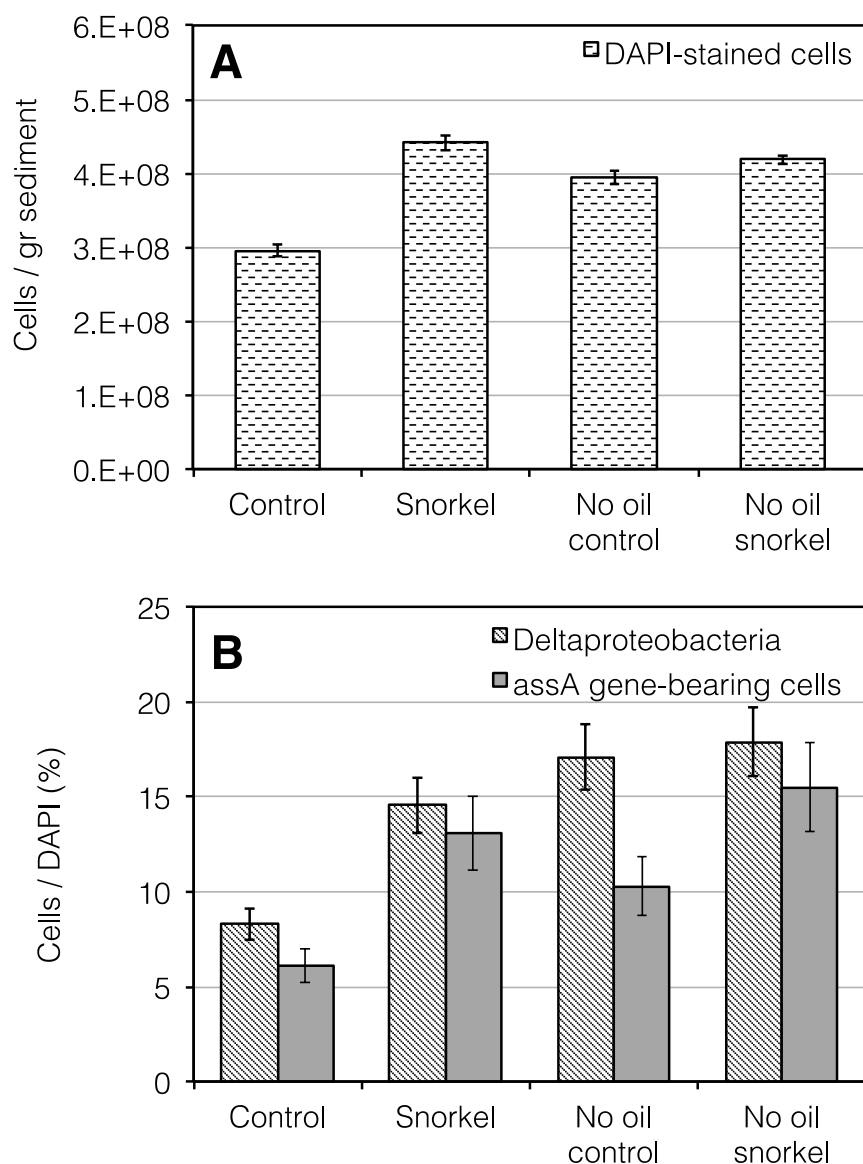 6.E+08
5.E+08
4.E+08
3.E+08
2.E+08
1.E+08
0.E+00
Cells / gr sediment
A
DAPI-stained cells
Control
Snorkel
No oil
control
No oil
snorkel
25
20
15
10
5
0
Cells / DAPI (%)
B
Deltaproteobacteria
assA gene-bearing cells
Control
Snorkel
No oil
control
No oil
snorkel